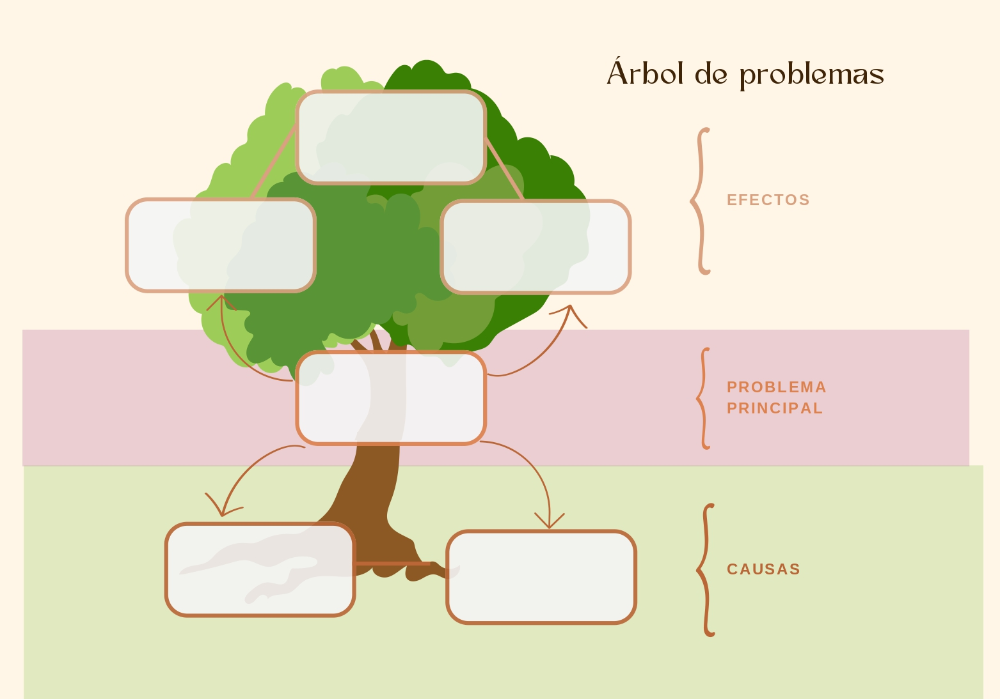 Árbol de problemas
EFECTOS
PROBLEMA
PRINCIPAL
CAUSAS